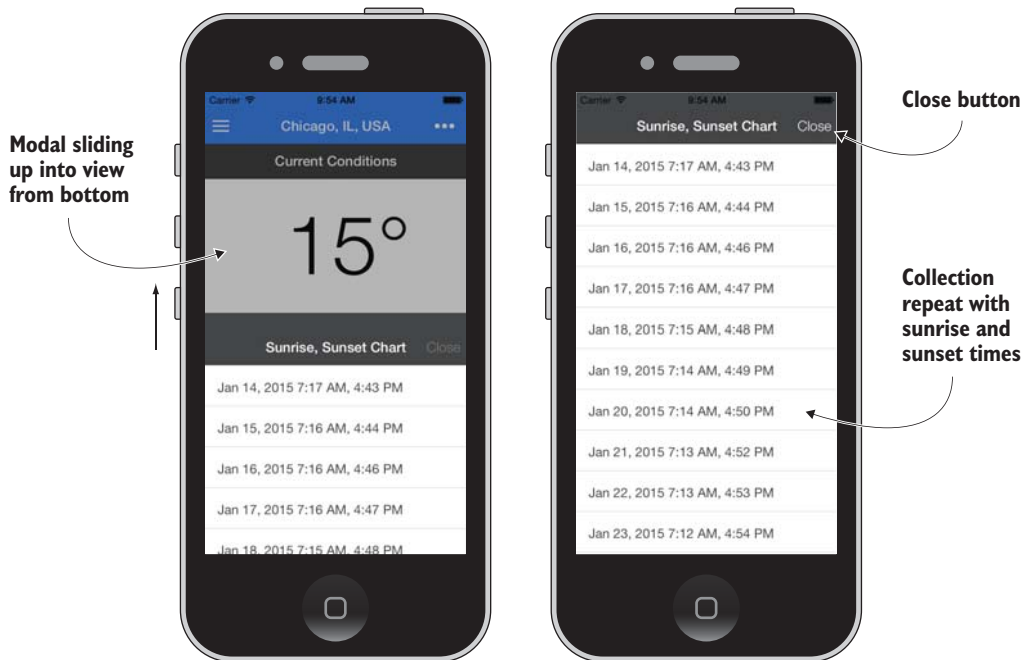 Modal sliding
up into view
from bottom
Carrier 9:54 AM
Chicago, IL, USA
Current Conditions
15°
Sunrise, Sunset Chart Close
Jan 14, 2015 7:17 AM, 4:43 PM
Jan 15, 2015 7:16 AM, 4:44 PM
Jan 16, 2015 7:16 AM, 4:46 PM
Jan 17, 2015 7:16 AM, 4:47 PM
Jan 18, 2015 7:15 AM, 4:48 PM
Carrier 9:54 AM
Sunrise, Sunset Chart Close
Jan 14, 2015 7:17 AM, 4:43 PM
Jan 15, 2015 7:16 AM, 4:44 PM
Jan 16, 2015 7:16 AM, 4:46 PM
Jan 17, 2015 7:16 AM, 4:47 PM
Jan 18, 2015 7:15 AM, 4:48 PM
Jan 19, 2015 7:14 AM, 4:49 PM
Jan 20, 2015 7:14 AM, 4:50 PM
Jan 21, 2015 7:13 AM, 4:52 PM
Jan 22, 2015 7:13 AM, 4:53 PM
Jan 23, 2015 7:12 AM, 4:54 PM
Close button
Collection
repeat with
sunrise and
sunset times